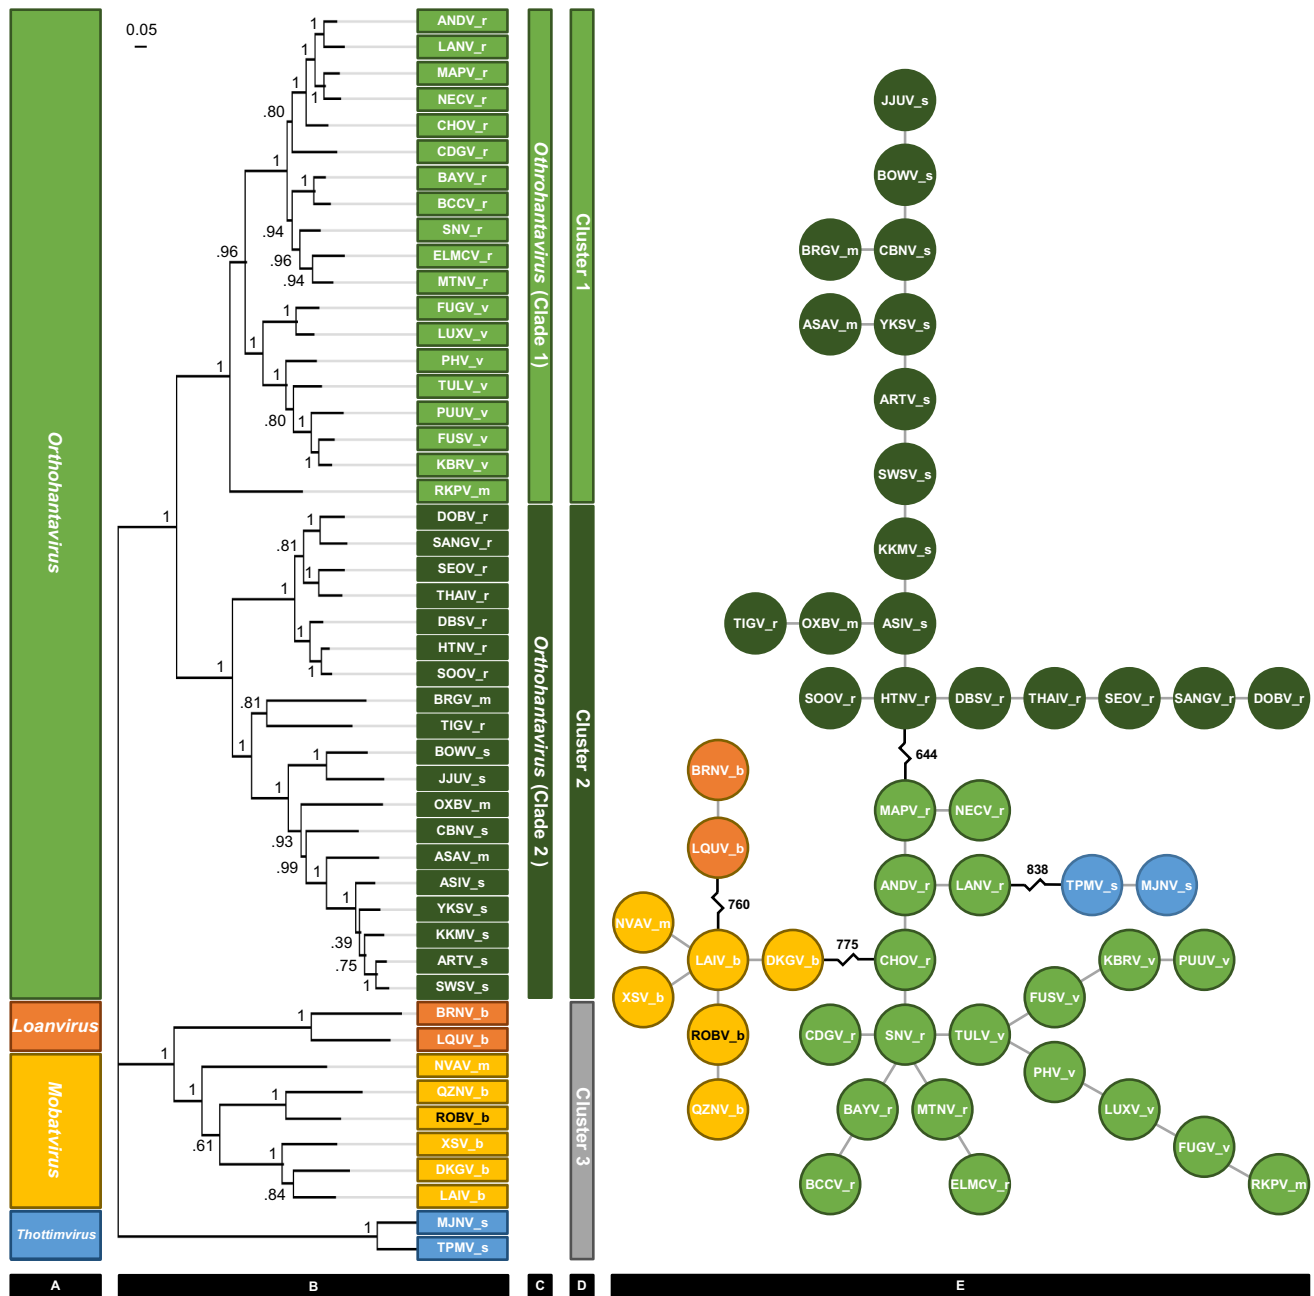 0.05
Orthohantavirus
Loanvirus
Mobatvirus
Thottimvirus
1
1
1
1
.80
1
1
.94
.96
.94
.96
1
1
1
1
.80
1
1
1
1
1
.81
1
1
1
1
1
.81
1
1
1
.93
.99
1
.39
.75
1
1
1
1
.61
1
.84
1
ANDV_r
LANV_r
MAPV_r
NECV_r
CHOV_r
CDGV_r
BAYV_r
BCCV_r
SNV_r
ELMCV_r
MTNV_r
FUGV_v
LUXV_v
PHV_v
TULV_v
PUUV_v
FUSV_v
KBRV_v
RKPV_m
DOBV_r
SANGV_r
SEOV_r
THAIV_r
DBSV_r
HTNV_r
SOOV_r
BRGV_m
TIGV_r
BOWV_s
JJUV_s
OXBV_m
CBNV_s
ASAV_m
ASIV_s
YKSV_s
KKMV_s
ARTV_s
SWSV_s
BRNV_b
LQUV_b
NVAV_m
QZNV_b
ROBV_b
XSV_b
DKGV_b
LAIV_b
MJNV_s
TPMV_s
Othrohantavirus (Clade 1)
Orthohantavirus (Clade 2 )
Cluster 1
Cluster 2
Cluster 3
JJUV_s
BOWV_s
BRGV_m CBNV_s
ASAV_m YKSV_s
ARTV_s
SWSV_s
KKMV_s
TIGV_r OXBV_m ASIV_s
SOOV_r HTNV_r DBSV_r THAIV_r SEOV_r SANGV_r DOBV_r
644
BRNV_b
MAPV_r NECV_r
LQUV_b
838
ANDV_r LANV_r TPMV_s MJNV_s
760
NVAV_m
775
LAIV_b DKGV_b CHOV_r KBRV_v PUUV_v
XSV_b FUSV_v
ROBV_b CDGV_r SNV_r TULV_v
PHV_v
QZNV_b BAYV_r MTNV_r LUXV_v
FUGV_v
BCCV_r ELMCV_r RKPV_m
A B C D E